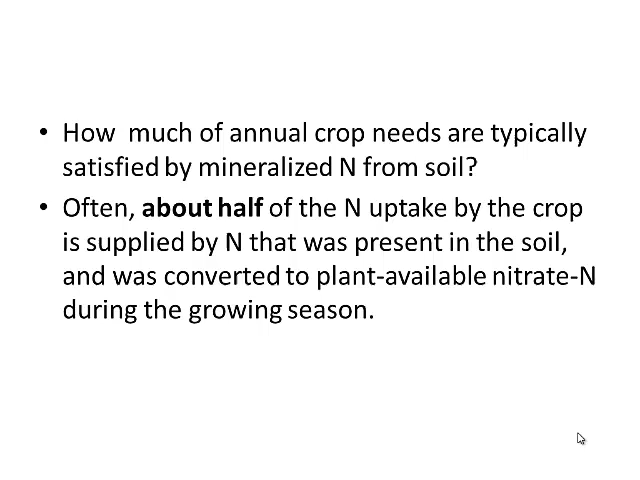 • How much of annual crop needs are typically
satisfied by mineralized N from soil?
• Often, about half of the N uptake by the crop
is supplied by N that was present in the soil,
and was converted to plant-available nitrate-N
during the growing season.